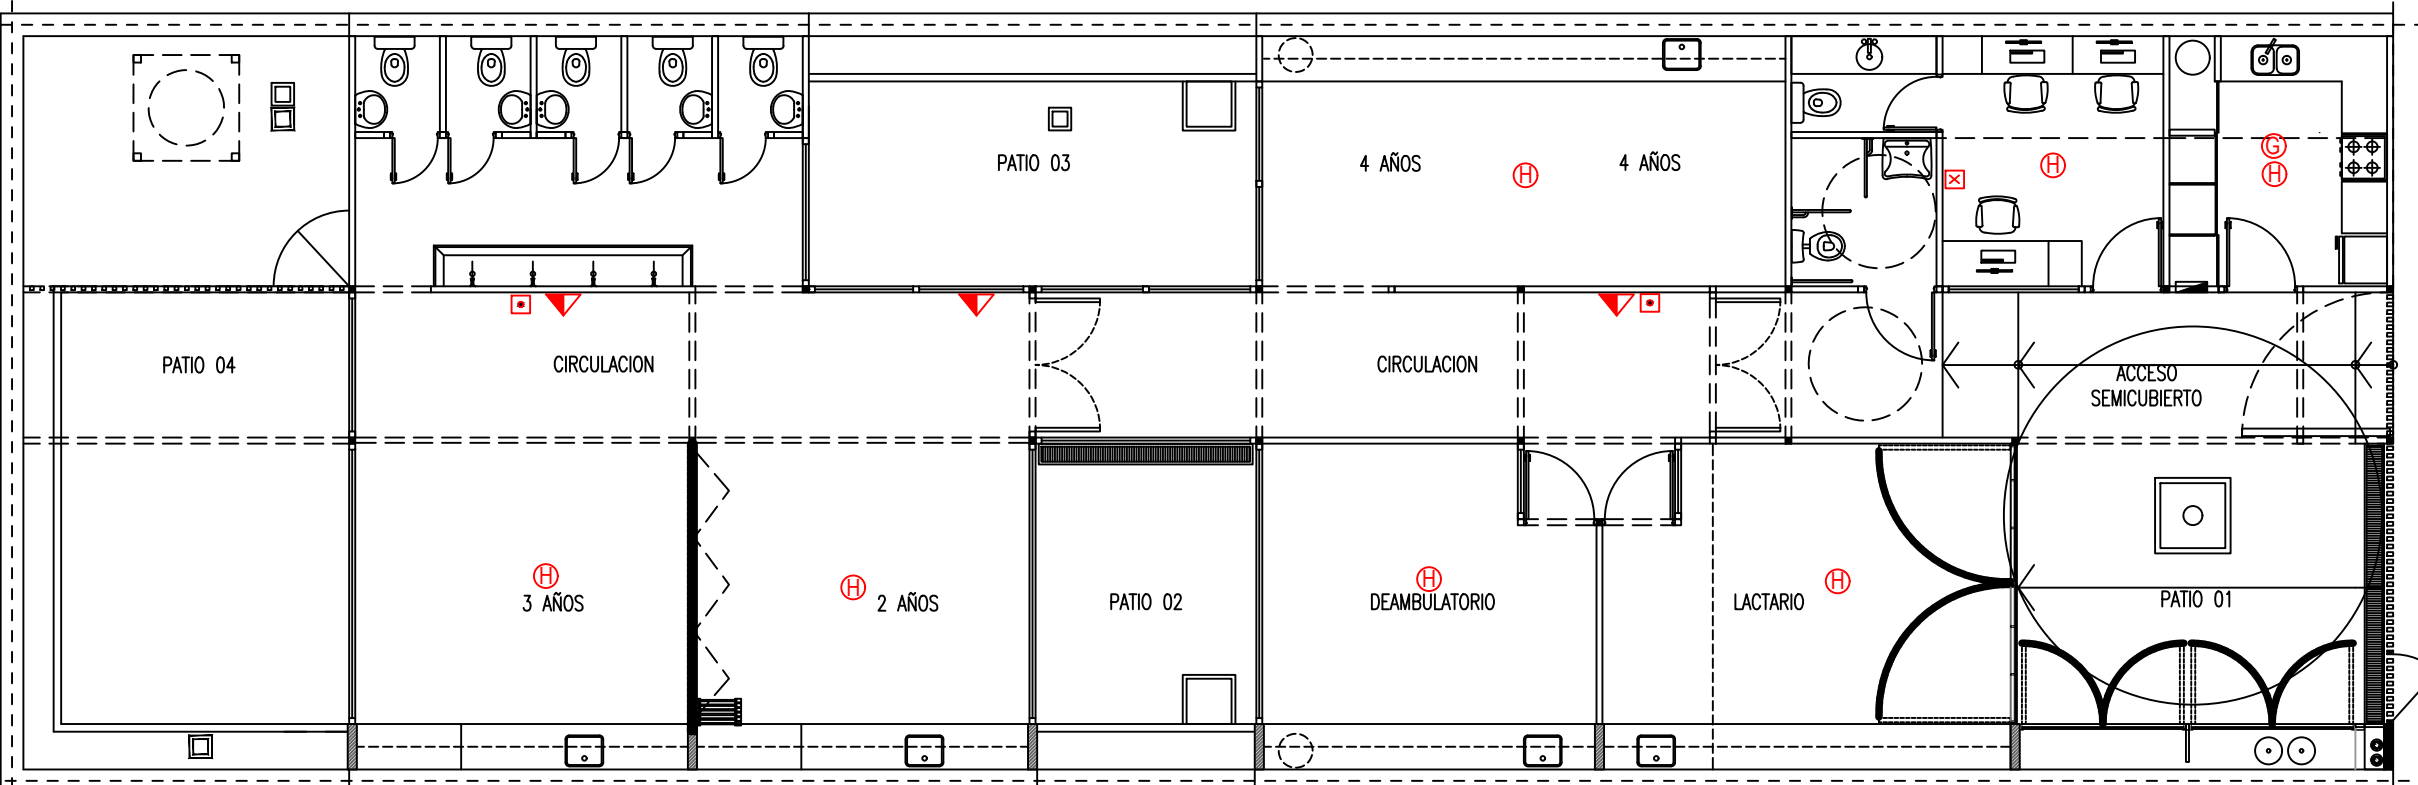 PATIO 03
4 AÑOS
4 AÑOS
G
H
H
H
PATIO 04
CIRCULACION
CIRCULACION
ACCESO
SEMICUBIERTO
H
3 AÑOS
H
2 AÑOS
PATIO 02
H
DEAMBULATORIO
H
LACTARIO
PATIO 01